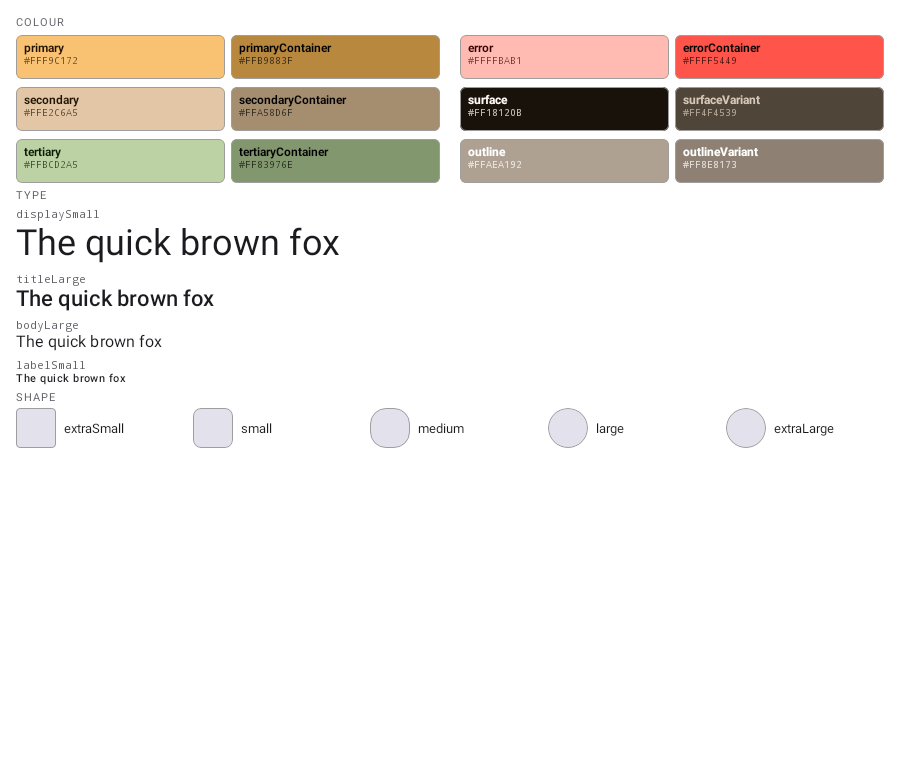 COLOUR
primary
#FFF9C172
primaryContainer
#FFB9883F
error
#FFFFBAB1
errorContainer
#FFFF5449
secondary
#FFE2C6A5
secondaryContainer
#FFA58D6F
surface
#FF18120B
surfaceVariant
#FF4F4539
tertiary
#FFBCD2A5
tertiaryContainer
#FF83976E
outline
#FFAEA192
outlineVariant
#FF8E8173
TYPE
displaySmall
The quick brown fox
titleLarge
The quick brown fox
bodyLarge
The quick brown fox
labelSmall
The quick brown fox
SHAPE
extraSmall
small
medium
large
extraLarge